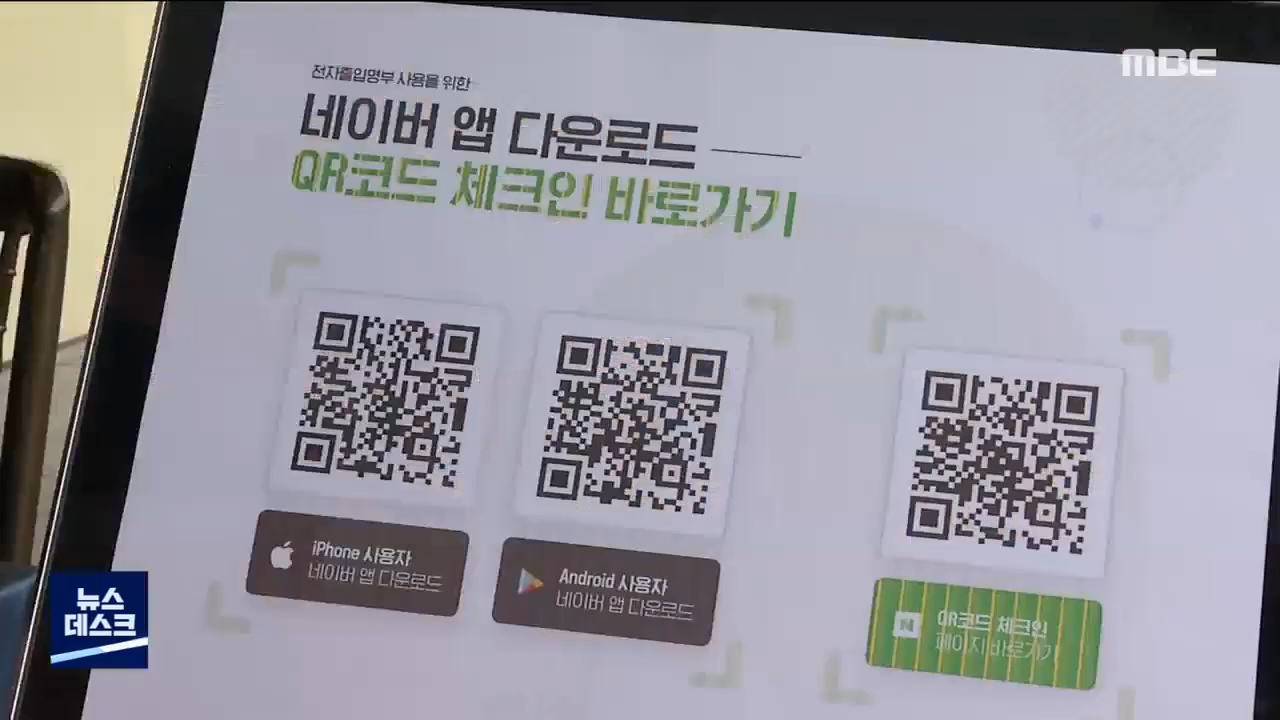 MBC
전자출입명부 사용을 위한
네이버 앱 다운로드
QR코드 체크인 바로가기
iPhone 사용자
네이버 앱 다운로드
Android 사용자
네이버 앱 다운로드
QR코드 체크인
페이지 바로가기
뉴스
데스크